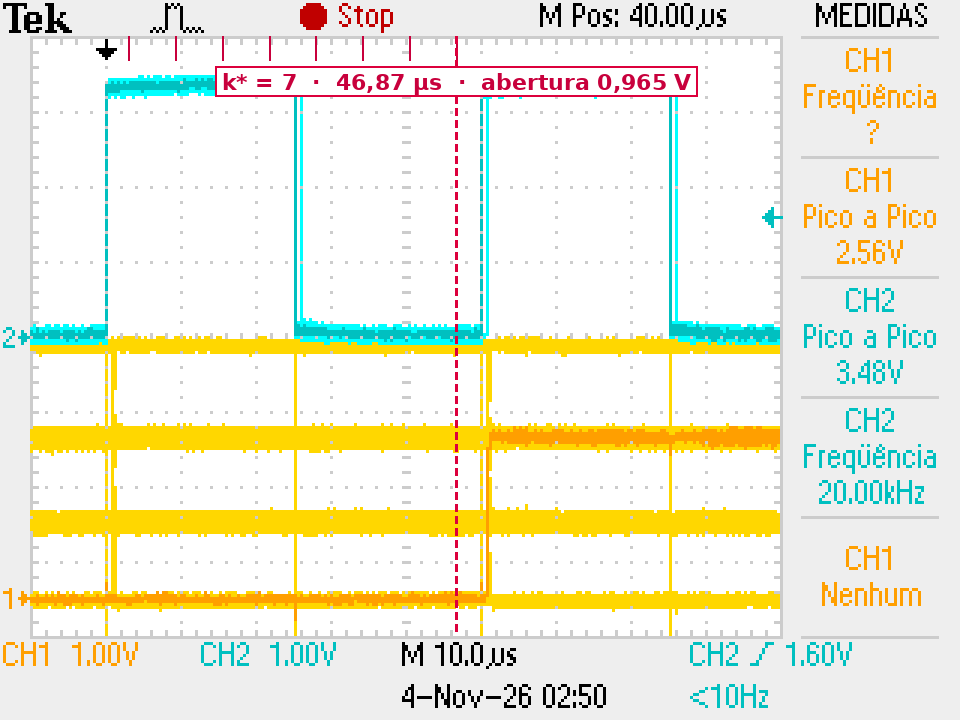 Tek Stop M Pos: 40.00µs MEDIDAS
k* = 7 · 46,87 µs · abertura 0,965 V
CH1
Freqüência
?
CH1
Pico a Pico
2.56V
CH2
Pico a Pico
3.48V
CH2
Freqüência
20.00kHz
CH1
Nenhum
2
1
CH1 1.00V CH2 1.00V M 10.0µs CH2 1.60V
4-Nov-26 02:50 <10Hz